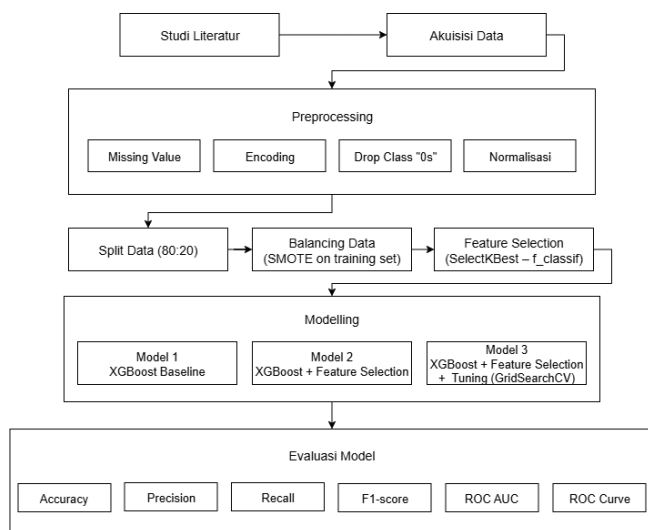 Studi Literatur
Akuisisi Data
Preprocessing
Missing Value
Encoding
Drop Class "0s"
Normalisasi
Split Data (80:20)
Balancing Data
(SMOTE on training set)
Feature Selection
(SelectKBest – f_classif)
Modelling
Model 1
XGBoost Baseline
Model 2
XGBoost + Feature Selection
Model 3
XGBoost + Feature Selection
+ Tuning (GridSearchCV)
Evaluasi Model
Accuracy
Precision
Recall
F1-score
ROC AUC
ROC Curve